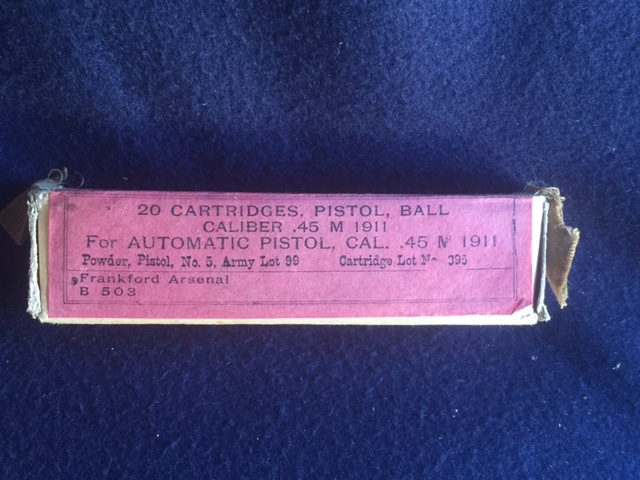 20 CARTRIDGES, PISTOL, BALL
CALIBER .45 M 1911
For AUTOMATIC PISTOL, CAL. .45 M 1911
Powder, Pistol, No. 5, Army Lot 99 Cartridge Lot No 395
Frankford Arsenal
B 503